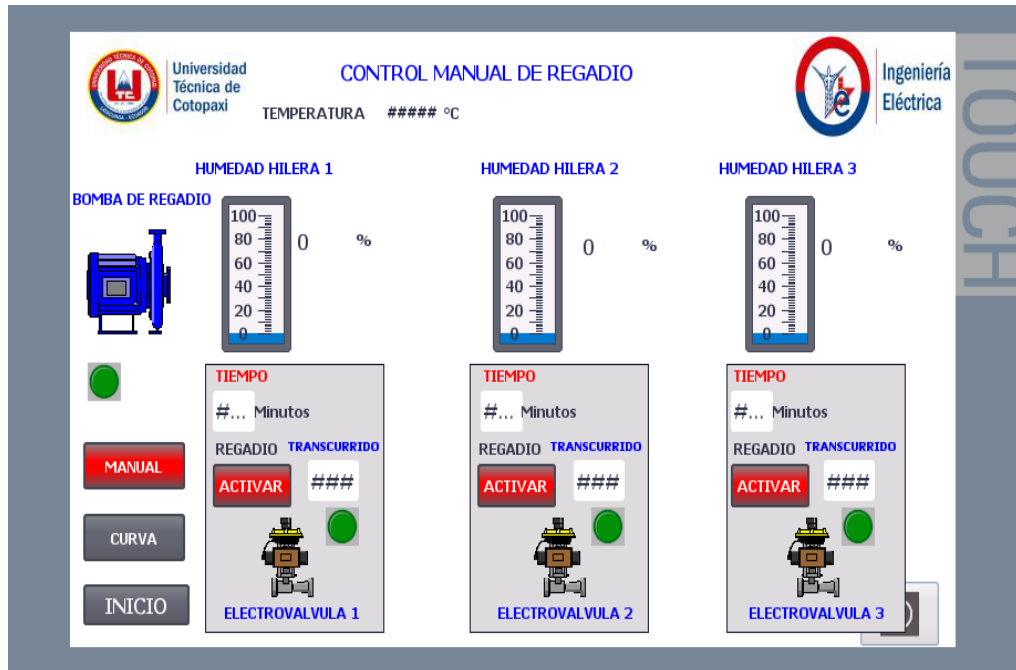 Universidad
Técnica de
Cotopaxi
CONTROL MANUAL DE REGADIO
TEMPERATURA ##### °C
Ingeniería
Eléctrica
TOUCH
HUMEDAD HILERA 1
HUMEDAD HILERA 2
HUMEDAD HILERA 3
BOMBA DE REGADIO
100
80
60
40
20
0
0 %
100
80
60
40
20
0
0 %
100
80
60
40
20
0
0 %
TIEMPO
#... Minutos
REGADIO TRANSCURRIDO
ACTIVAR ###
ELECTROVALVULA 1
TIEMPO
#... Minutos
REGADIO TRANSCURRIDO
ACTIVAR ###
ELECTROVALVULA 2
TIEMPO
#... Minutos
REGADIO TRANSCURRIDO
ACTIVAR ###
ELECTROVALVULA 3
MANUAL
CURVA
INICIO